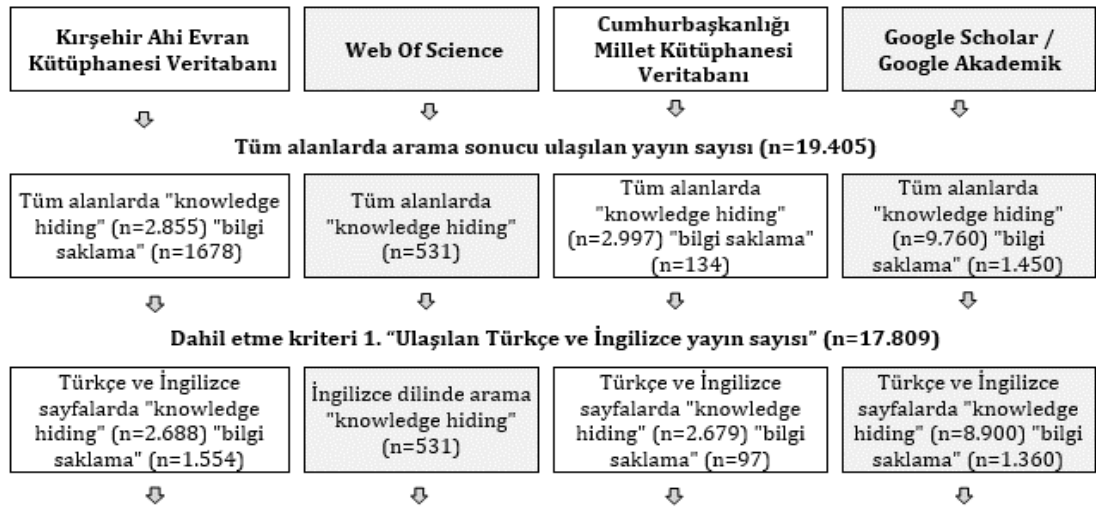 Kırşehir Ahi Evran
Kütüphanesi Veritabanı
Web Of Science
Cumhurbaşkanlığı
Millet Kütüphanesi
Veritabanı
Google Scholar /
Google Akademik
Tüm alanlarda arama sonucu ulaşılan yayın sayısı (n=19.405)
Tüm alanlarda "knowledge
hiding" (n=2.855) "bilgi
saklama" (n=1678)
Tüm alanlarda
"knowledge hiding"
(n=531)
Tüm alanlarda
"knowledge hiding"
(n=2.997) "bilgi saklama"
(n=134)
Tüm alanlarda
"knowledge hiding"
(n=9.760) "bilgi
saklama" (n=1.450)
Dahil etme kriteri 1. “Ulaşılan Türkçe ve İngilizce yayın sayısı” (n=17.809)
Türkçe ve İngilizce
sayfalarda "knowledge
hiding" (n=2.688) "bilgi
saklama" (n=1.554)
İngilizce dilinde arama
"knowledge hiding"
(n=531)
Türkçe ve İngilizce
sayfalarda "knowledge
hiding" (n=2.679) "bilgi
saklama" (n=97)
Türkçe ve İngilizce
sayfalarda "knowledge
hiding" (n=8.900) "bilgi
saklama" (n=1.360)